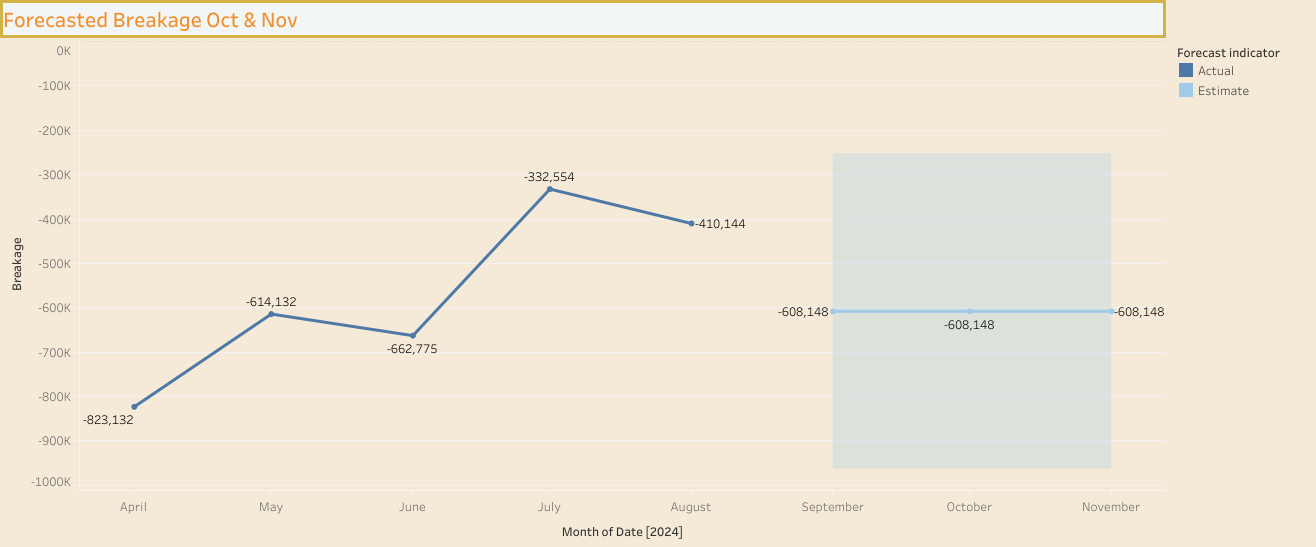 Forecasted Breakage Oct & Nov
Forecast indicator
Actual
Estimate
0K
-100K
-200K
-300K
-400K
-500K
-600K
-700K
-800K
-900K
-1000K
Breakage
-823,132
-614,132
-662,775
-332,554
-410,144
-608,148
-608,148
-608,148
April May June July August September October November
Month of Date [2024]